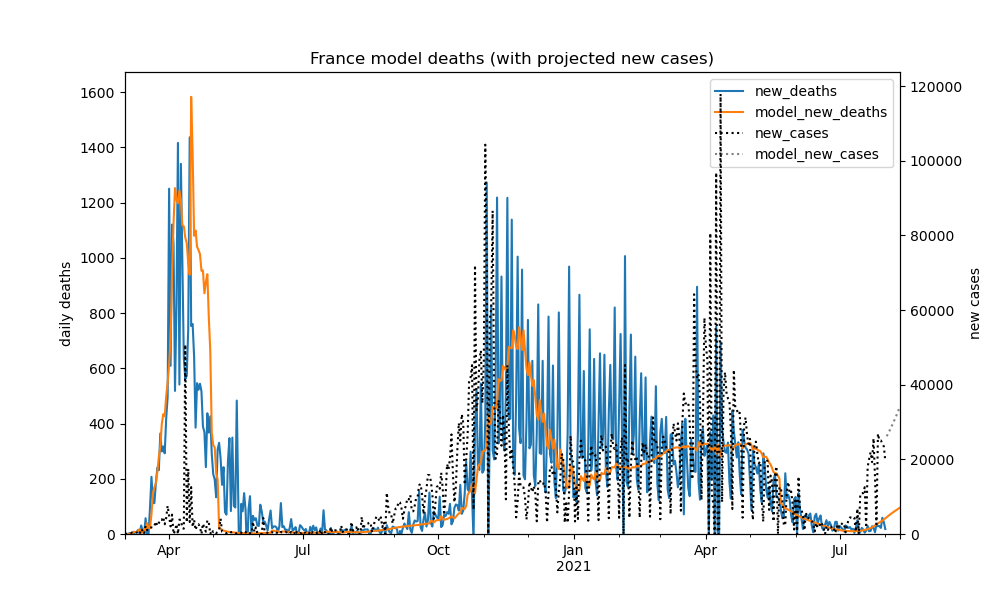 France model deaths (with projected new cases)
new_deaths
model_new_deaths
new_cases
model_new_cases
daily deaths
1600
1400
1200
1000
800
600
400
200
0
120000
100000
80000
60000
40000
20000
0
new cases
Apr
Jul
Oct
Jan
Apr
Jul
2021